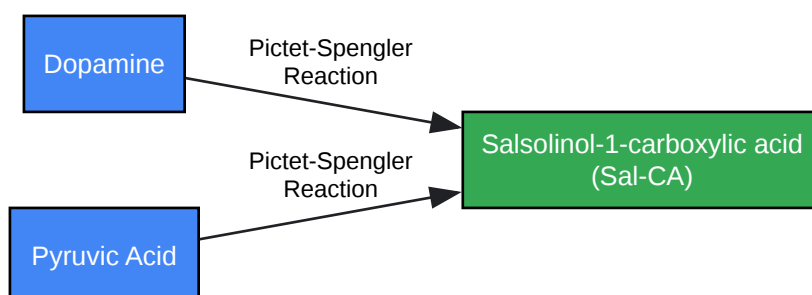 Dopamine
Pictet-Spengler
Reaction
Salsolinol-1-carboxylic acid
(Sal-CA)
Pictet-Spengler
Reaction
Pyruvic Acid